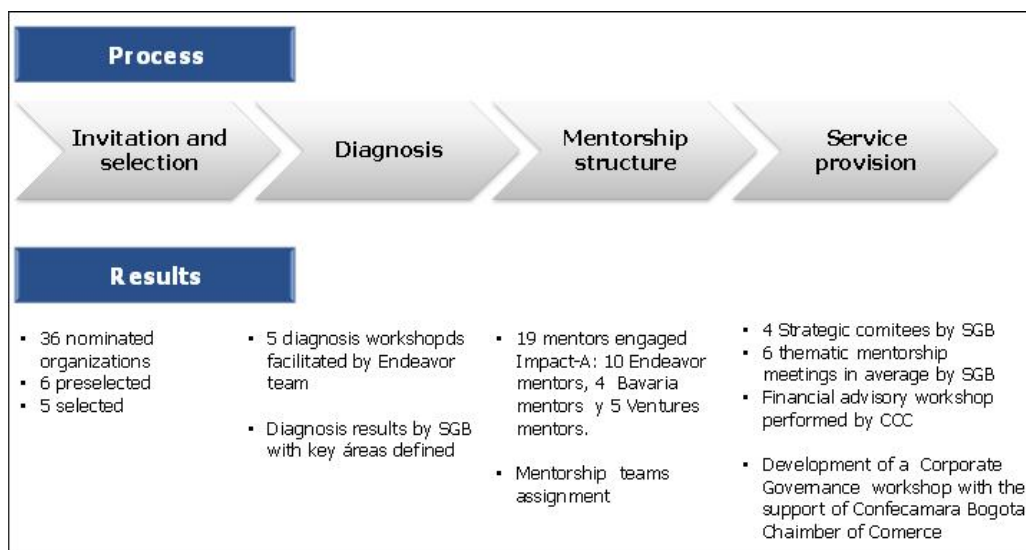 Process
Invitation and
selection
Diagnosis
Mentorship
structure
Service
provision
Results
▪ 36 nominated
organizations
▪ 6 preselected
▪ 5 selected
▪ 5 diagnosis workshopds
facilitated by Endeavor
team
▪ Diagnosis results by SGB
with key áreas defined
▪ 19 mentors engaged
Impact-A: 10 Endeavor
mentors, 4 Bavaria
mentors y 5 Ventures
mentors.
▪ Mentorship teams
assignment
▪ 4 Strategic comitees by SGB
▪ 6 thematic mentorship
meetings in average by SGB
▪ Financial advisory workshop
performed by CCC
▪ Development of a Corporate
Governance workshop with the
support of Confecamara Bogota
Chaimber of Comerce